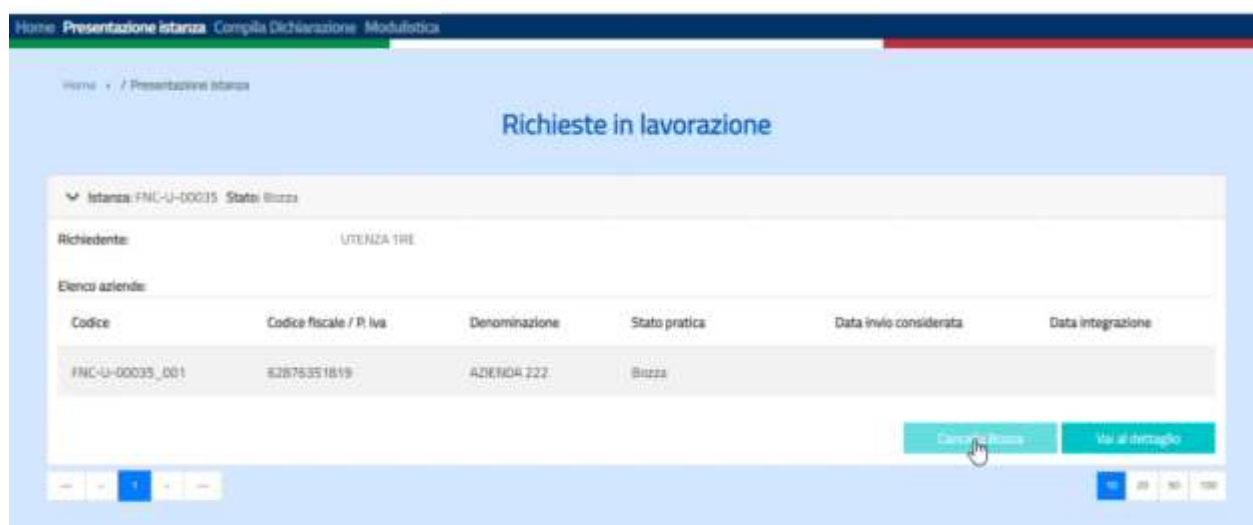 Home Presentazione istanza Compila Dichiarazione Modulistica
Home / Presentazione istanza
Richieste in lavorazione
Istanza: FNC-U-00035 Stato: Bozza
Richiedente: UTENZA TRE
Elenco aziende:
Codice Codice fiscale / P. Iva Denominazione Stato pratica Data invio considerata Data integrazione
FNC-U-00035_001 62876351819 AZIENDA 222 Bozza
Vai al dettaglio
1 10 20 50 100